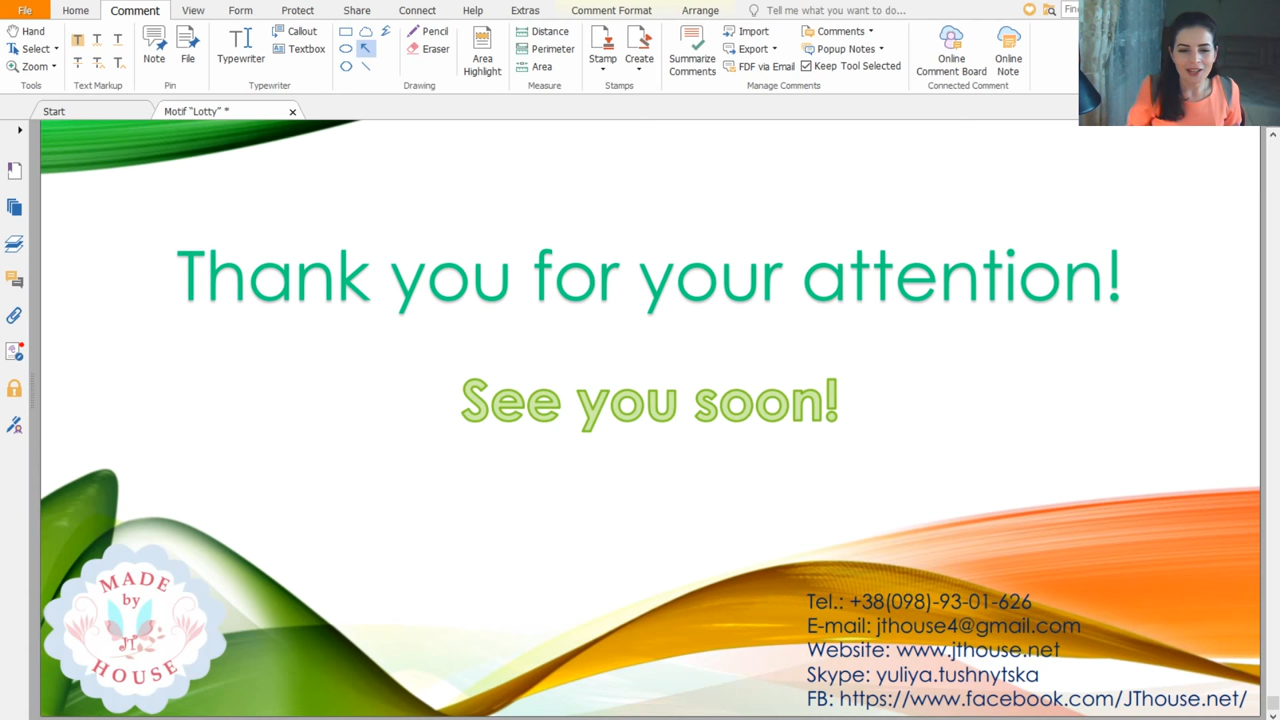 File Home Comment View Form Protect Share Connect Help Extras Comment Format Arrange Tell me what you want to do...
Hand
Select
Zoom
Tools
T T T
T T T
Text Markup
Note
File
Pin
Typewriter
Callout
Textbox
Typewriter
Pencil
Eraser
Area
Highlight
Drawing
Distance
Perimeter
Area
Measure
Stamp
Create
Stamps
Summarize
Comments
Import
Export
FDF via Email
Comments
Popup Notes
Keep Tool Selected
Manage Comments
Online
Comment Board
Online
Note
Connected Comment
Start
Motif "Lotty" *
Thank you for your attention!
See you soon!
MADE
by
JT
HOUSE
Tel.: +38(098)-93-01-626
E-mail: jthouse4@gmail.com
Website: www.jthouse.net
Skype: yuliya.tushnytska
FB: https://www.facebook.com/JThouse.net/